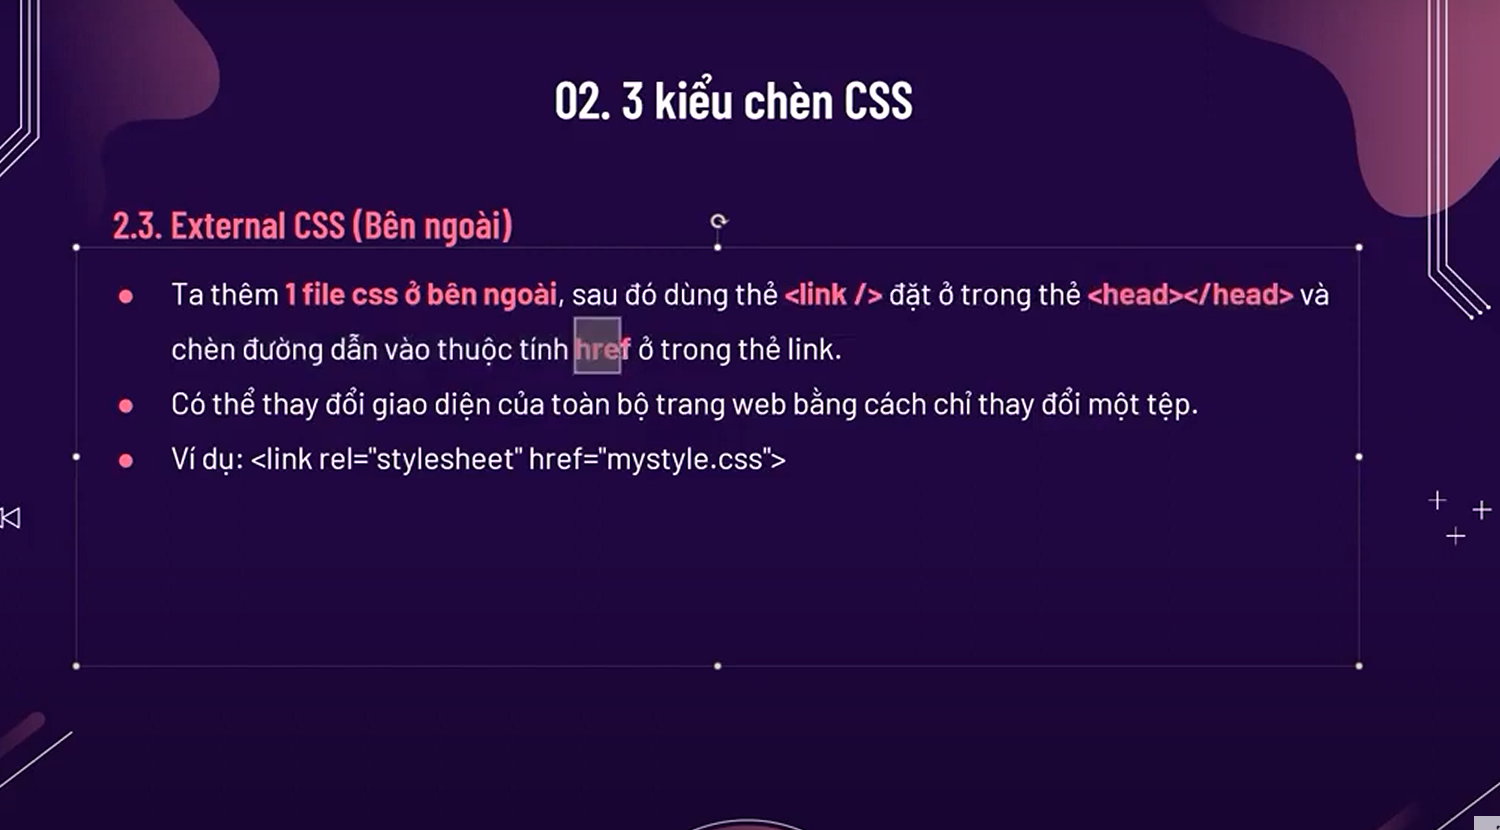 02. 3 kiểu chèn CSS
2.3. External CSS (Bên ngoài)
Ta thêm 1 file css ở bên ngoài, sau đó dùng thẻ <link /> đặt ở trong thẻ <head></head> và
chèn đường dẫn vào thuộc tính href ở trong thẻ link.
Có thể thay đổi giao diện của toàn bộ trang web bằng cách chỉ thay đổi một tệp.
Ví dụ: <link rel="stylesheet" href="mystyle.css">